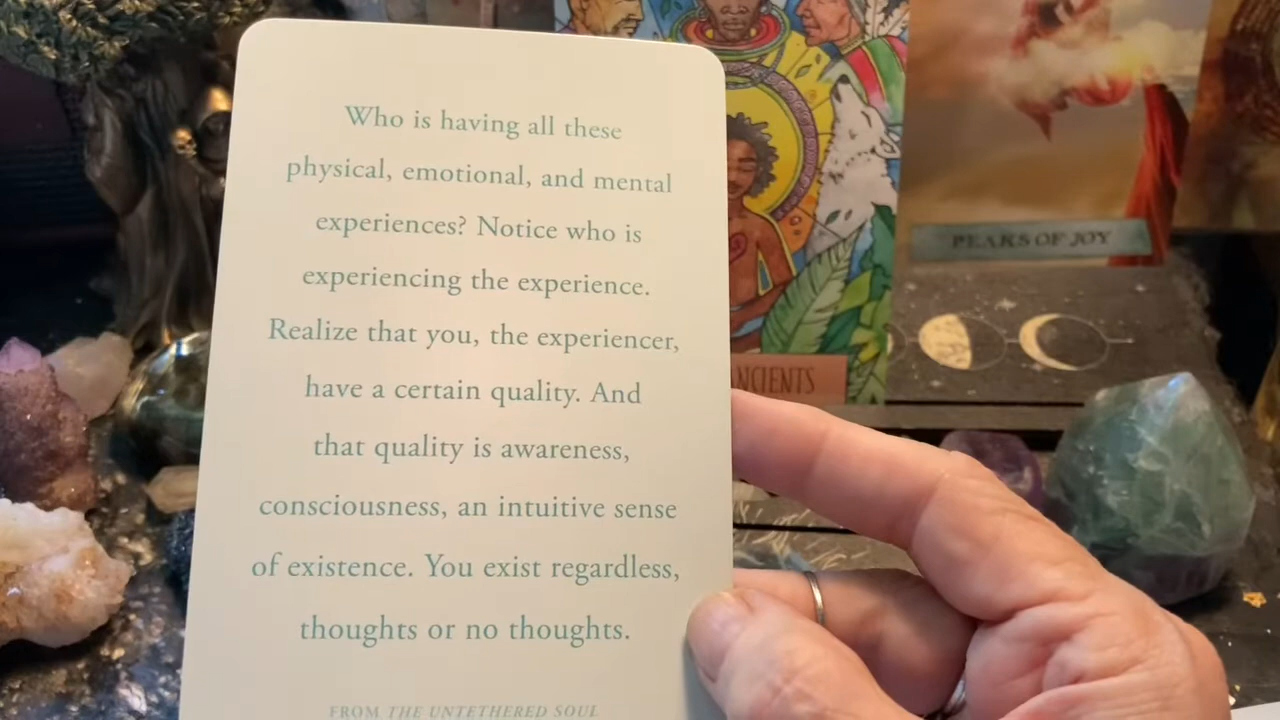 Who is having all these
physical, emotional, and mental
experiences? Notice who is
experiencing the experience.
Realize that you, the experiencer,
have a certain quality. And
that quality is awareness,
consciousness, an intuitive sense
of existence. You exist regardless,
thoughts or no thoughts.
FROM THE UNTETHERED SOUL
NCIENTS
PEAKS OF JOY